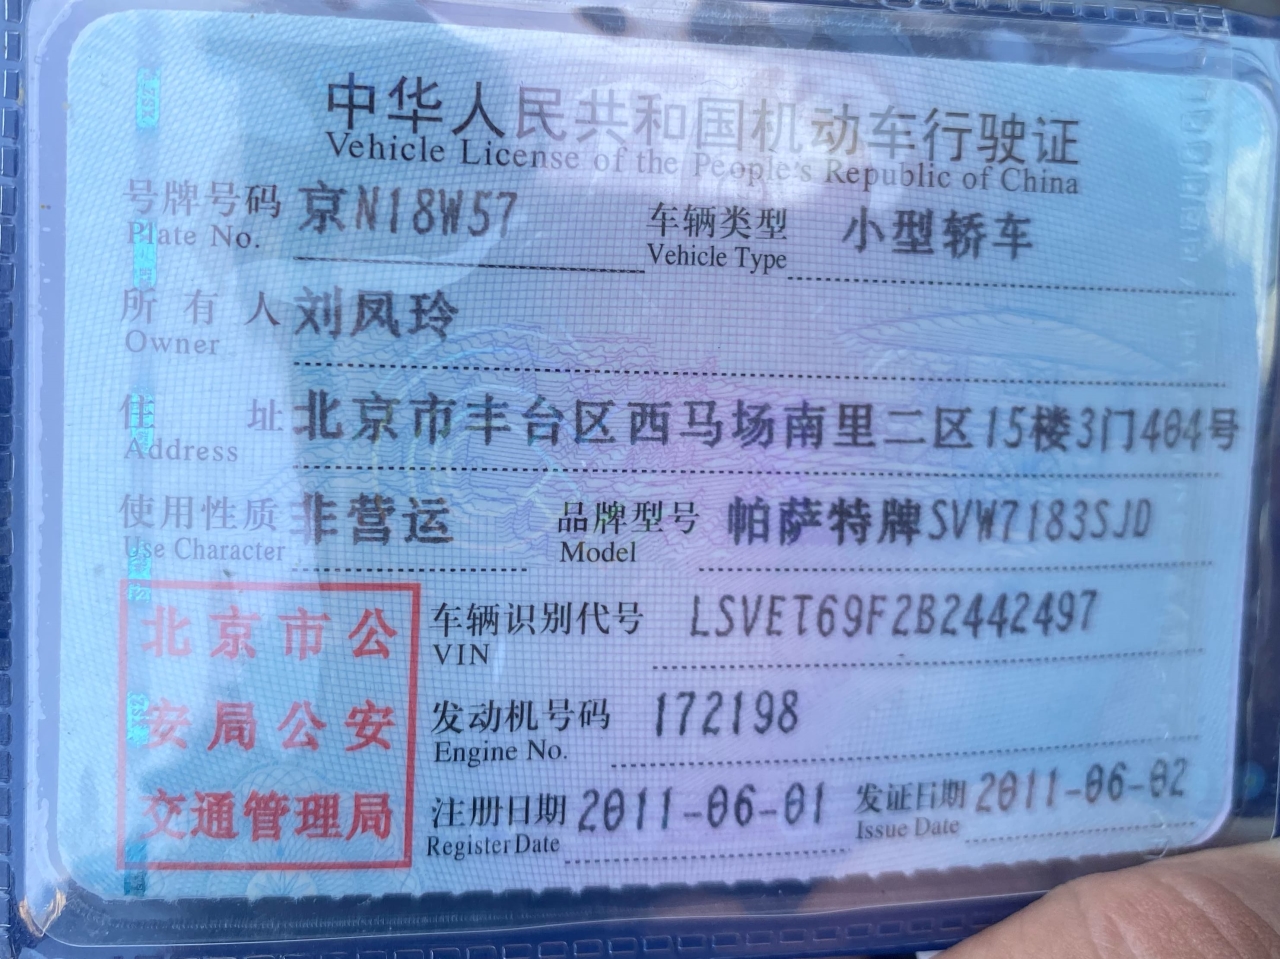 中华人民共和国机动车行驶证
Vehicle License of the People's Republic of China
号牌号码 京N18W57 车辆类型 小型轿车
Plate No. Vehicle Type
所有人 刘凤玲
Owner
住址 北京市丰台区西马场南里二区15楼3门404号
Address
使用性质 非营运 品牌型号 帕萨特牌SVW7183SJD
Use Character Model
北京市公
安局公安
交通管理局
车辆识别代号 LSVET69F2B2442497
VIN
发动机号码 172198
Engine No.
注册日期 2011-06-01 发证日期 2011-06-02
Register Date Issue Date